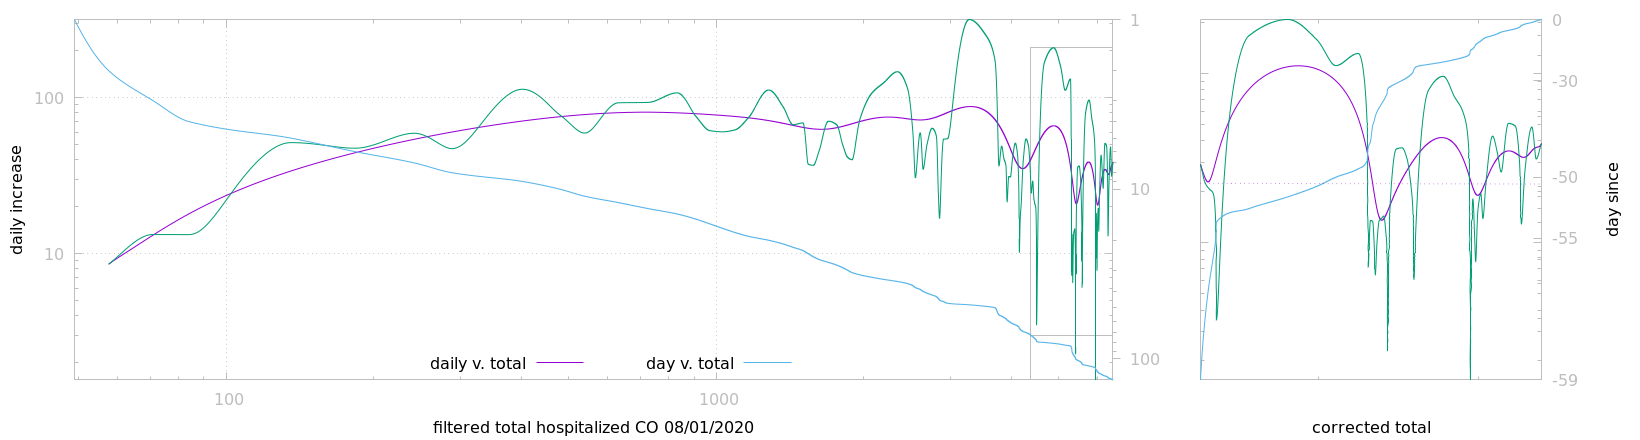 daily increase
100
10
100
1000
1
10
100
daily v. total
day v. total
filtered total hospitalized CO 08/01/2020
0
-30
-50
-55
-59
day since
corrected total